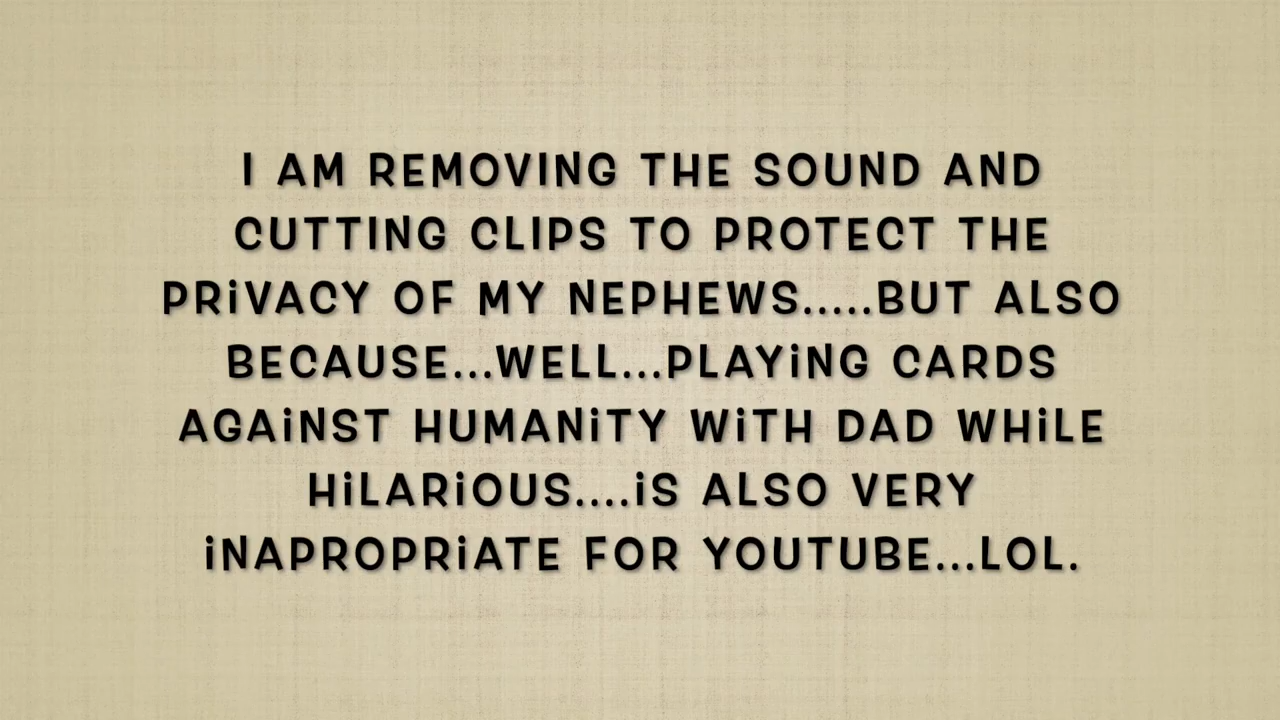 I AM REMOVING THE SOUND AND
CUTTING CLIPS TO PROTECT THE
PRiVACY OF MY NEPHEWS.....BUT ALSO
BECAUSE...WELL...PLAYiNG CARDS
AGAiNST HUMANiTY WiTH DAD WHiLE
HiLARiOUS....iS ALSO VERY
iNAPROPRiATE FOR YOUTUBE...LOL.